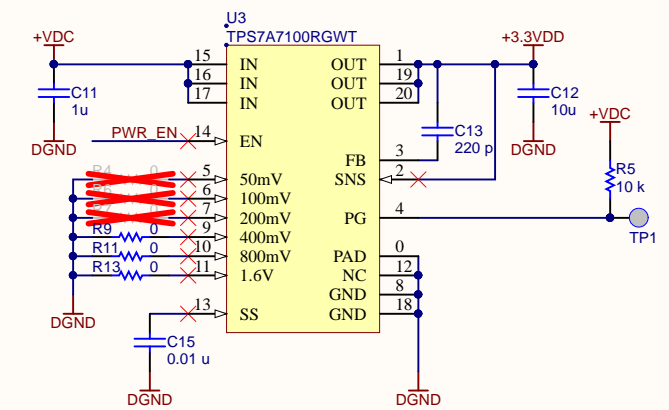 U3
TPS7A7100RGWT
+VDC
+3.3VDD
15 IN OUT 1
16 IN OUT 19
17 IN OUT 20
C11
1u
C12
10u
+VDC
PWR_EN 14 EN
C13
220 p
DGND
DGND
FB 3
R4 0 5 50mV SNS 2
R5
10 k
6 100mV
7 200mV PG 4
TP1
R9 0 9 400mV
R11 0 10 800mV PAD 0
R13 0 11 1.6V NC 12
GND 8
DGND
13 SS GND 18
C15
0.01 u
DGND
DGND